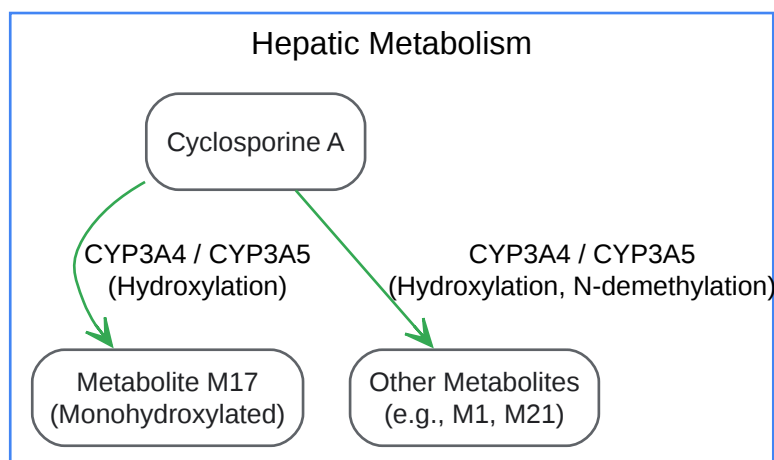 Hepatic Metabolism
Cyclosporine A
CYP3A4 / CYP3A5
(Hydroxylation)
CYP3A4 / CYP3A5
(Hydroxylation, N-demethylation)
Metabolite M17
(Monohydroxylated)
Other Metabolites
(e.g., M1, M21)